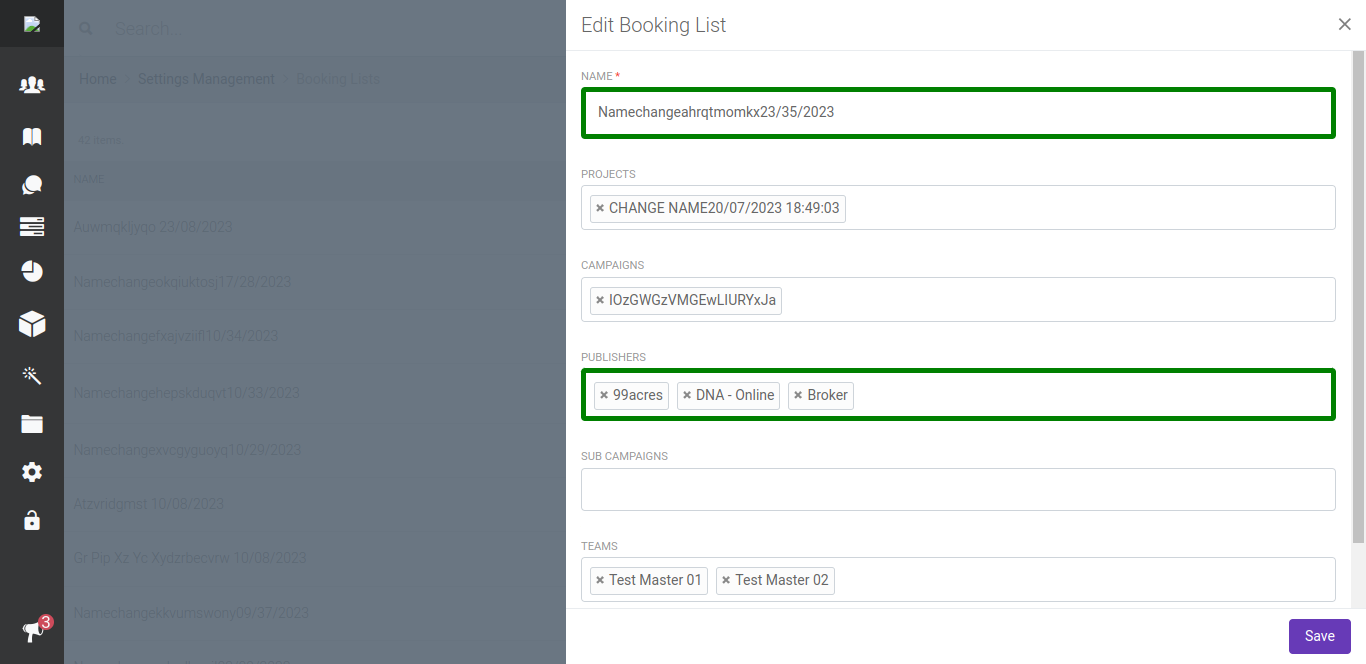 Edit Booking List
Search...
Home > Settings Management > Booking Lists
NAME *
Namechangeahrqtmomkx23/35/2023
42 items
PROJECTS
NAME
× CHANGE NAME20/07/2023 18:49:03
Auwmqkljyqo 23/08/2023
CAMPAIGNS
Namechangeokqiuktosj17/28/2023
× IOzGWGzVMGEwLIURYxJa
Namechangefxajvziifl10/34/2023
PUBLISHERS
Namechangehepskduqvt10/33/2023
× 99acres × DNA - Online × Broker
Namechangexvcgyguoyq10/29/2023
SUB CAMPAIGNS
Atzvndgmst 10/08/2023
TEAMS
Gr Pip Xz Yc Xydzrbecvrw 10/08/2023
× Test Master 01 × Test Master 02
Namechangekkvumswony09/37/2023
3
Save